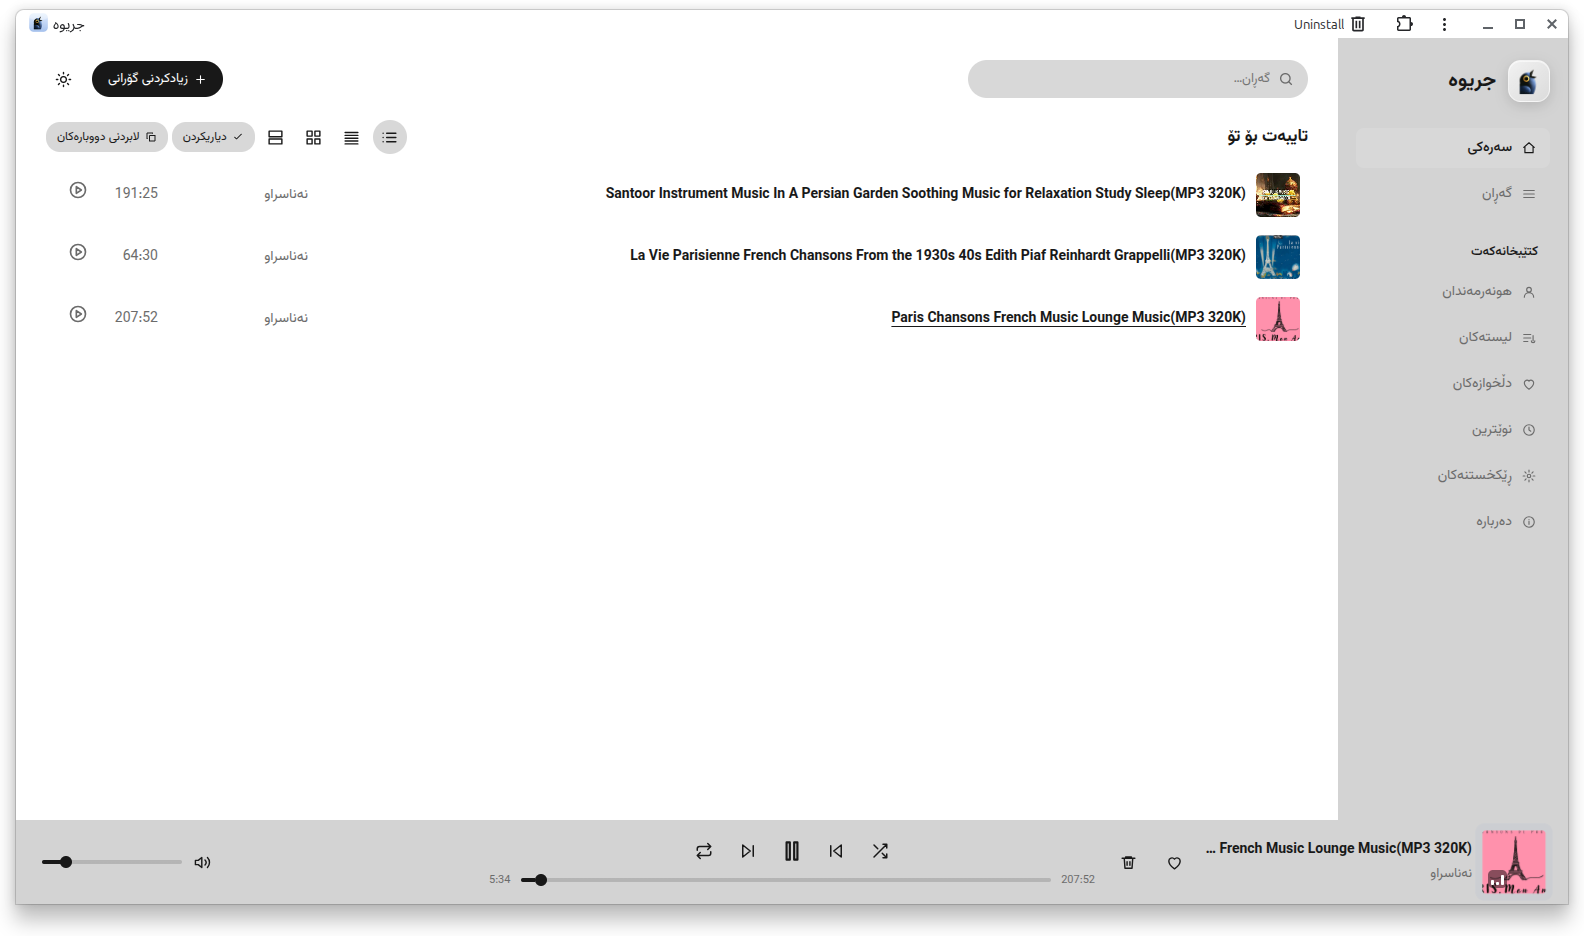 جریوە
Uninstall
جریوە
سەرەکی
گەڕان
کتێبخانەکەت
هونەرمەندان
لیستەکان
دڵخوازەکان
نوێترین
ڕێکخستنەکان
دەربارە
گەڕان...
زیادکردنی گۆرانی
تایبەت بۆ تۆ
دیاریکردن
لابردنی دووبارەکان
Santoor Instrument Music In A Persian Garden Soothing Music for Relaxation Study Sleep(MP3 320K)
نەناسراو
191:25
La Vie Parisienne French Chansons From the 1930s 40s Edith Piaf Reinhardt Grappelli(MP3 320K)
نەناسراو
64:30
Paris Chansons French Music Lounge Music(MP3 320K)
نەناسراو
207:52
... French Music Lounge Music(MP3 320K)
نەناسراو
207:52
5:34